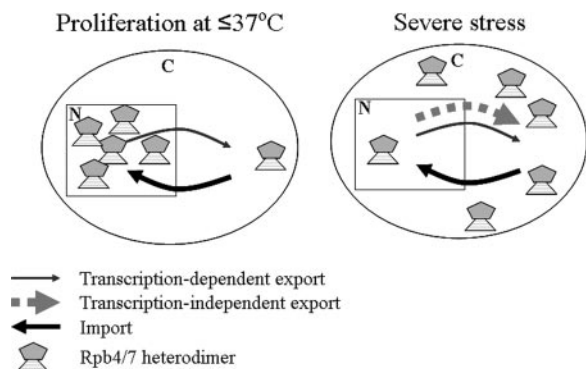 Proliferation at ≤37°C
Severe stress
C
N
C
N
Transcription-dependent export
Transcription-independent export
Import
Rpb4/7 heterodimer